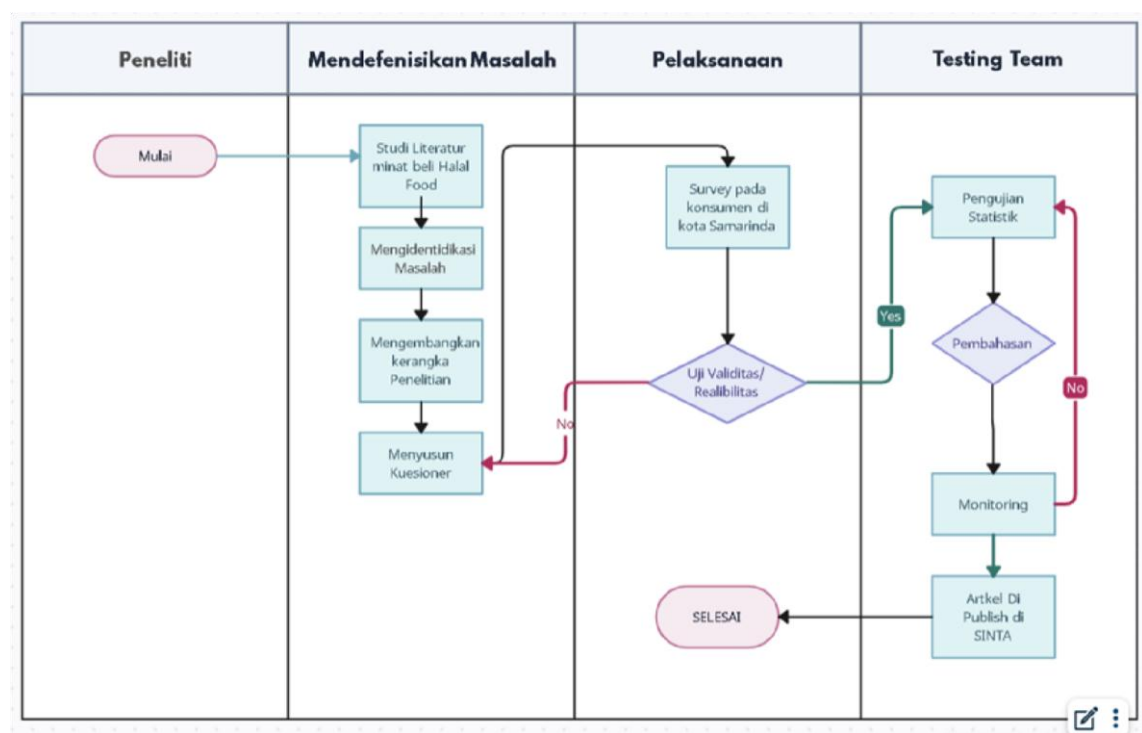 Peneliti
Mendefenisikan Masalah
Pelaksanaan
Testing Team
Mulai
Studi Literatur
minat beli Halal
Food
Mengidentidikasi
Masalah
Mengembangkan
kerangka
Penelitian
Menyusun
Kuesioner
No
Survey pada
konsumen di
kota Samarinda
Uji Validitas/
Realibilitas
SELESAI
Yes
Pengujian
Statistik
Pembahasan
No
Monitoring
Artkel Di
Publish di
SINTA